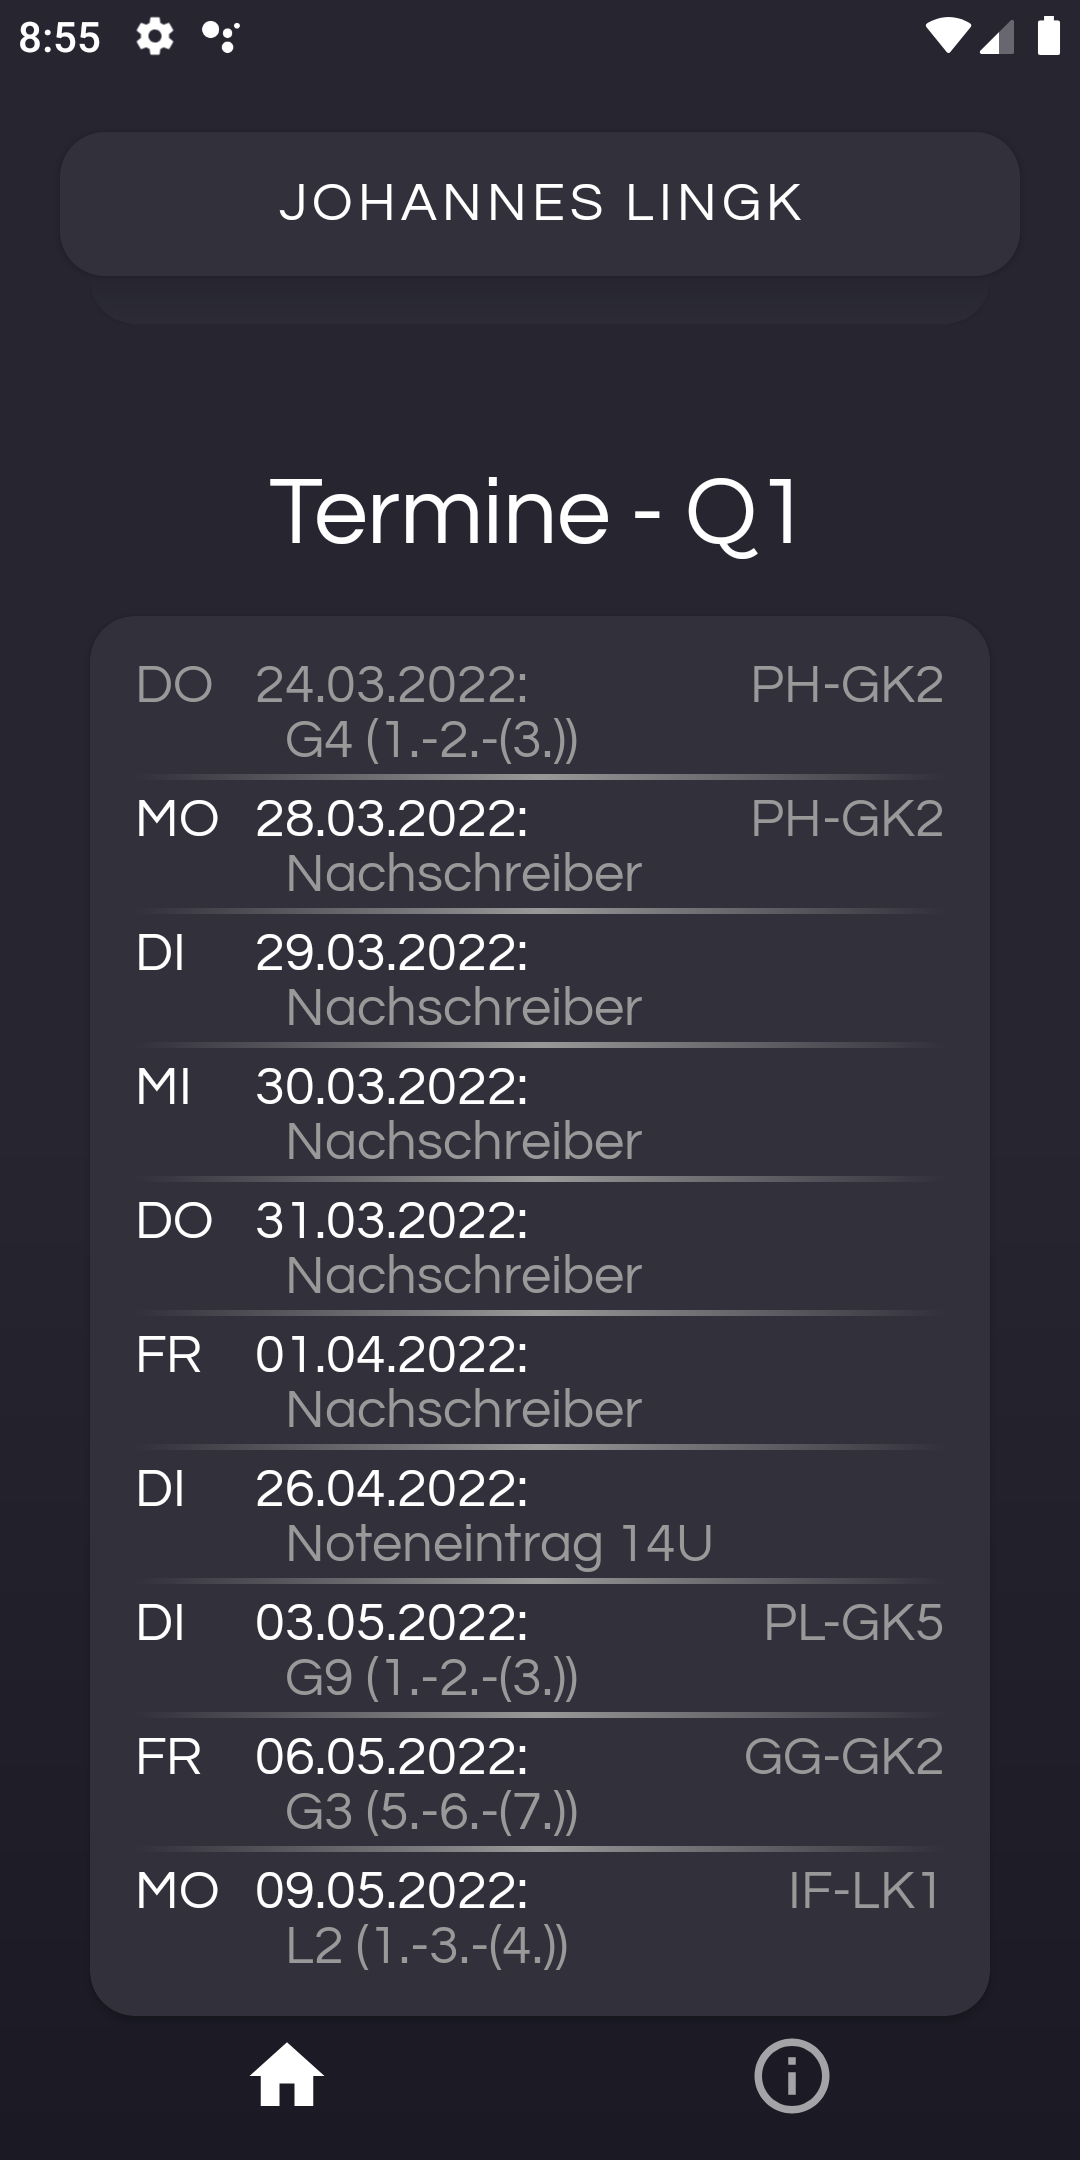 8:55
JOHANNES LINGK
Termine - Q1
DO 24.03.2022: PH-GK2
G4 (1.-2.-(3.))
MO 28.03.2022: PH-GK2
Nachschreiber
DI 29.03.2022:
Nachschreiber
MI 30.03.2022:
Nachschreiber
DO 31.03.2022:
Nachschreiber
FR 01.04.2022:
Nachschreiber
DI 26.04.2022:
Noteneintrag 14U
DI 03.05.2022: PL-GK5
G9 (1.-2.-(3.))
FR 06.05.2022: GG-GK2
G3 (5.-6.-(7.))
MO 09.05.2022: IF-LK1
L2 (1.-3.-(4.))